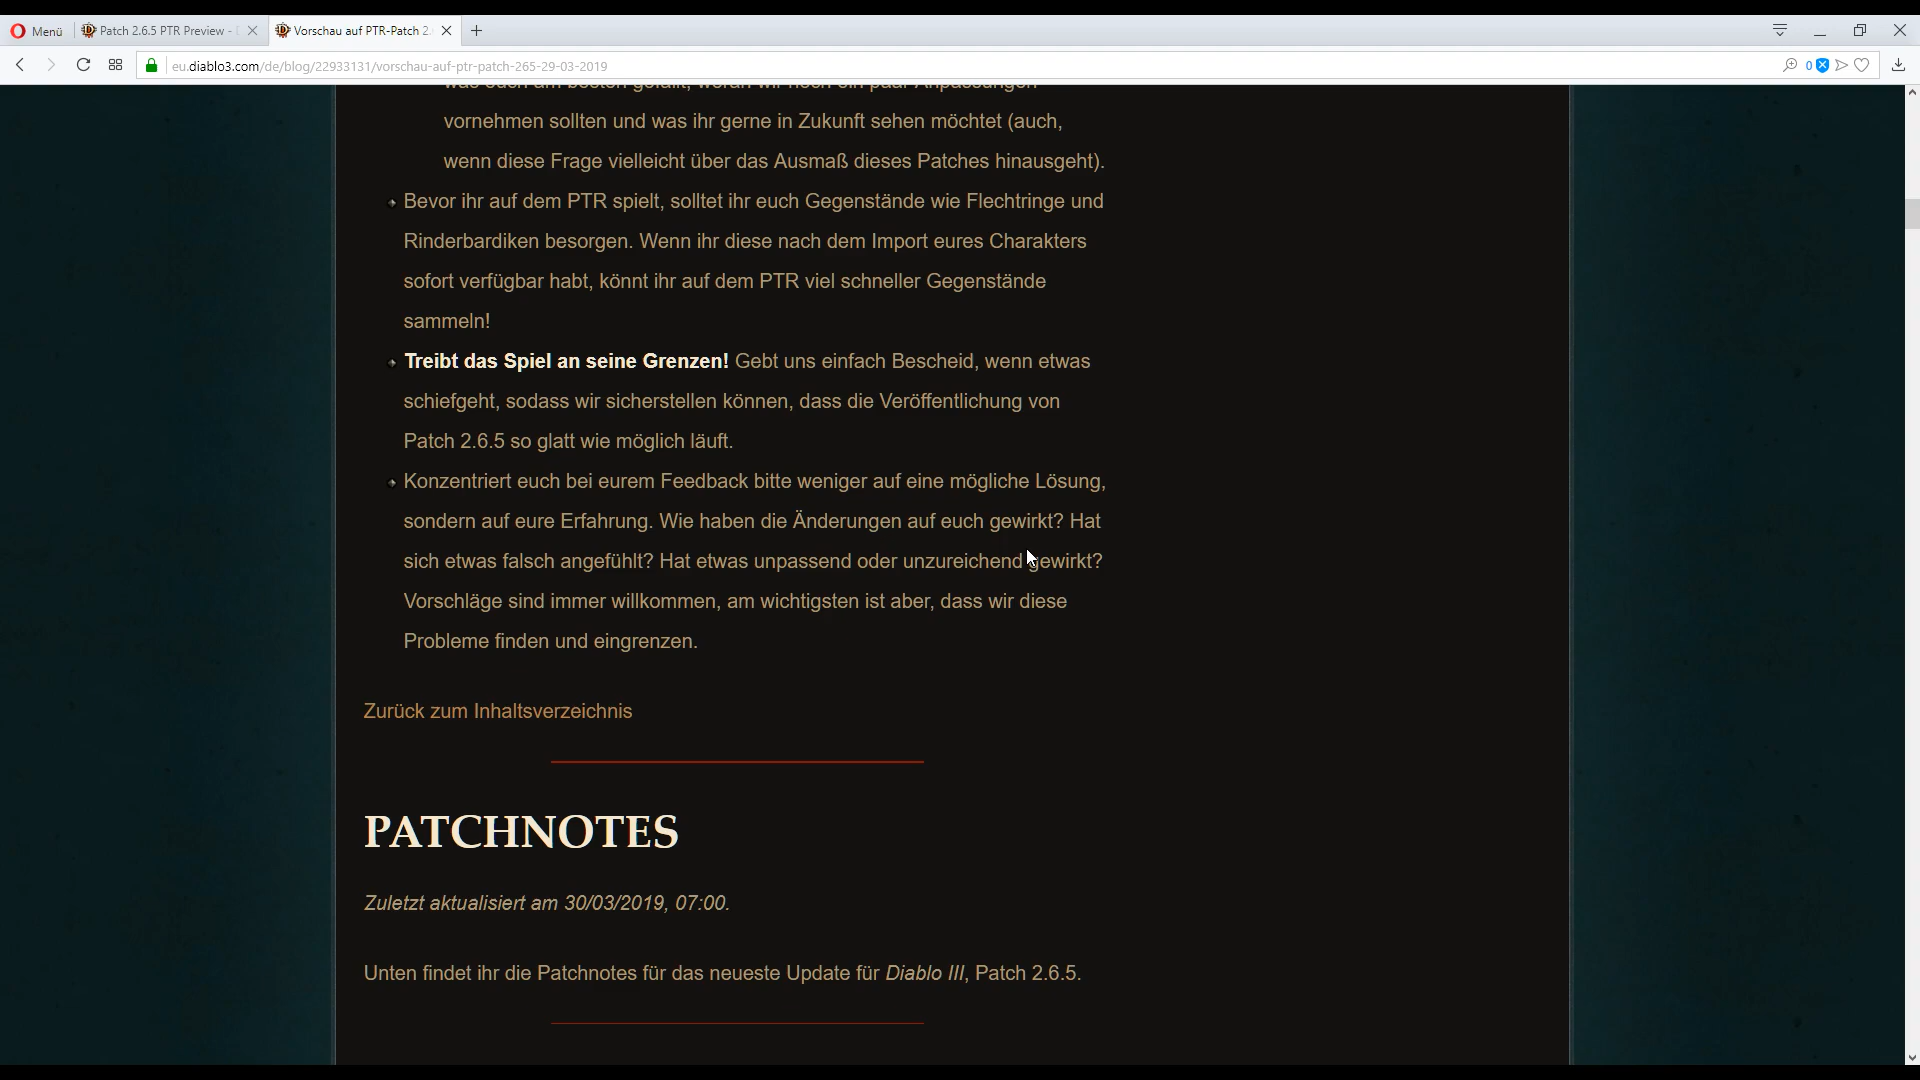 Menü
Patch 2.6.5 PTR Preview -
Vorschau auf PTR-Patch 2.
eu.diablo3.com/de/blog/22933131/vorschau-auf-ptr-patch-265-29-03-2019
0
was euch am besten gefällt, woran wir noch ein paar Anpassungen
vornehmen sollten und was ihr gerne in Zukunft sehen möchtet (auch,
wenn diese Frage vielleicht über das Ausmaß dieses Patches hinausgeht).
Bevor ihr auf dem PTR spielt, solltet ihr euch Gegenstände wie Flechtringe und
Rinderbardiken besorgen. Wenn ihr diese nach dem Import eures Charakters
sofort verfügbar habt, könnt ihr auf dem PTR viel schneller Gegenstände
sammeln!
Treibt das Spiel an seine Grenzen! Gebt uns einfach Bescheid, wenn etwas
schiefgeht, sodass wir sicherstellen können, dass die Veröffentlichung von
Patch 2.6.5 so glatt wie möglich läuft.
Konzentriert euch bei eurem Feedback bitte weniger auf eine mögliche Lösung,
sondern auf eure Erfahrung. Wie haben die Änderungen auf euch gewirkt? Hat
sich etwas falsch angefühlt? Hat etwas unpassend oder unzureichend gewirkt?
Vorschläge sind immer willkommen, am wichtigsten ist aber, dass wir diese
Probleme finden und eingrenzen.
Zurück zum Inhaltsverzeichnis
PATCHNOTES
Zuletzt aktualisiert am 30/03/2019, 07:00.
Unten findet ihr die Patchnotes für das neueste Update für Diablo III, Patch 2.6.5.